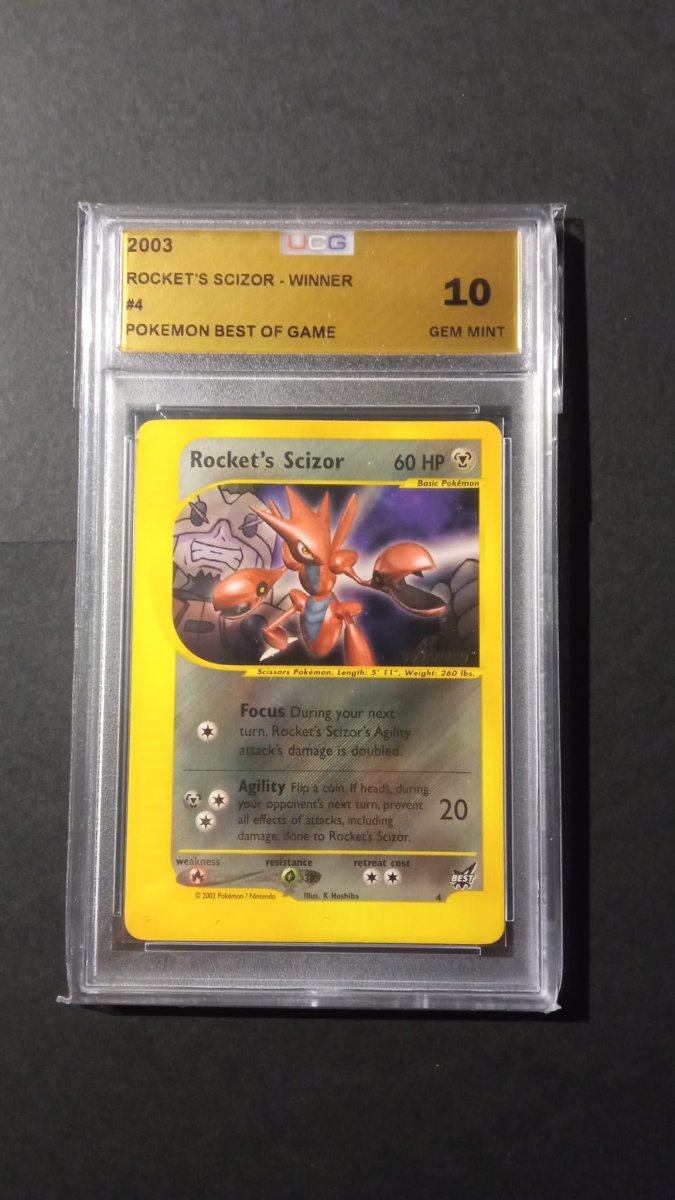 UCG
2003
ROCKET'S SCIZOR - WINNER
#4
10
POKEMON BEST OF GAME
GEM MINT
Rocket's Scizor
60 HP
Basic Pokémon
Scissors Pokémon. Length: 5' 11", Weight: 260 lbs.
Focus During your next
turn, Rocket's Scizor's Agility
attack's damage is doubled.
Agility Flip a coin. If heads, during
your opponent's next turn, prevent
all effects of attacks, including
damage, done to Rocket's Scizor.
20
weakness
resistance
retreat cost
-30
BEST
© 2002 Pokémon / Nintendo
Illus. K Hoshiba
4